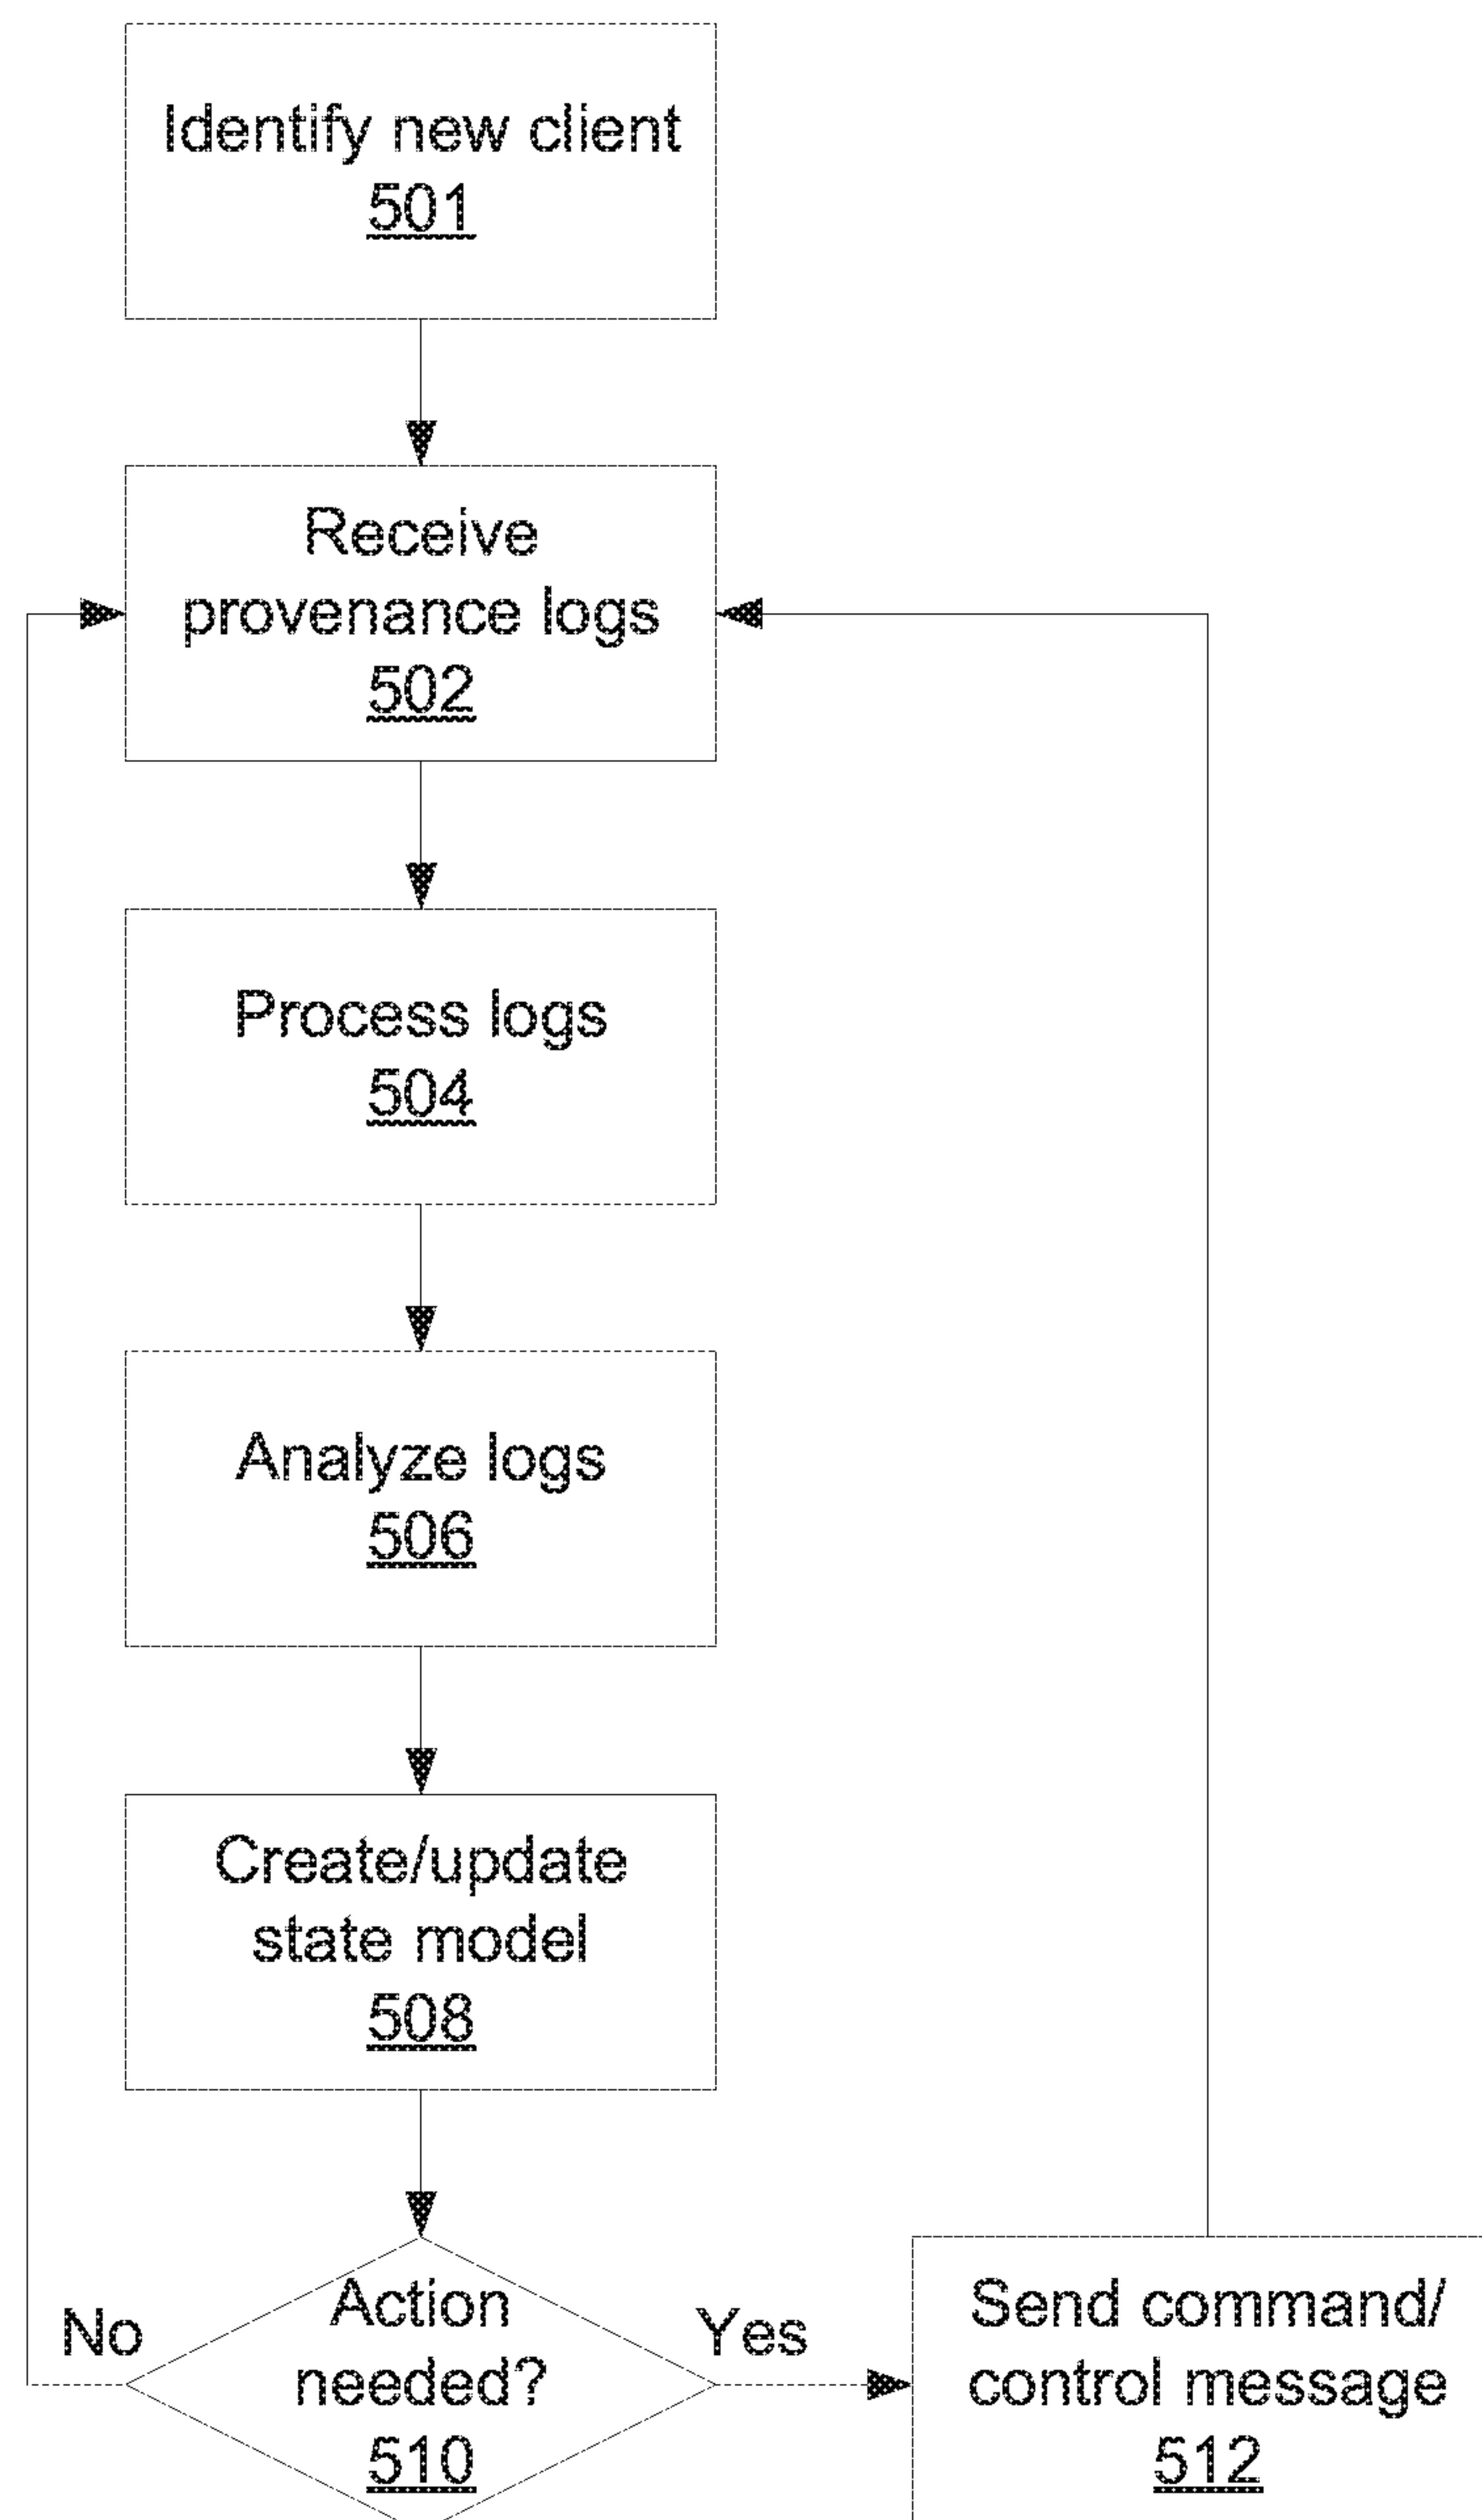 Identify new client
501
Receive
provenance logs
502
Process logs
504
Analyze logs
506
Create/update
state model
508
Action
needed?
510
No
Yes
Send command/
control message
512